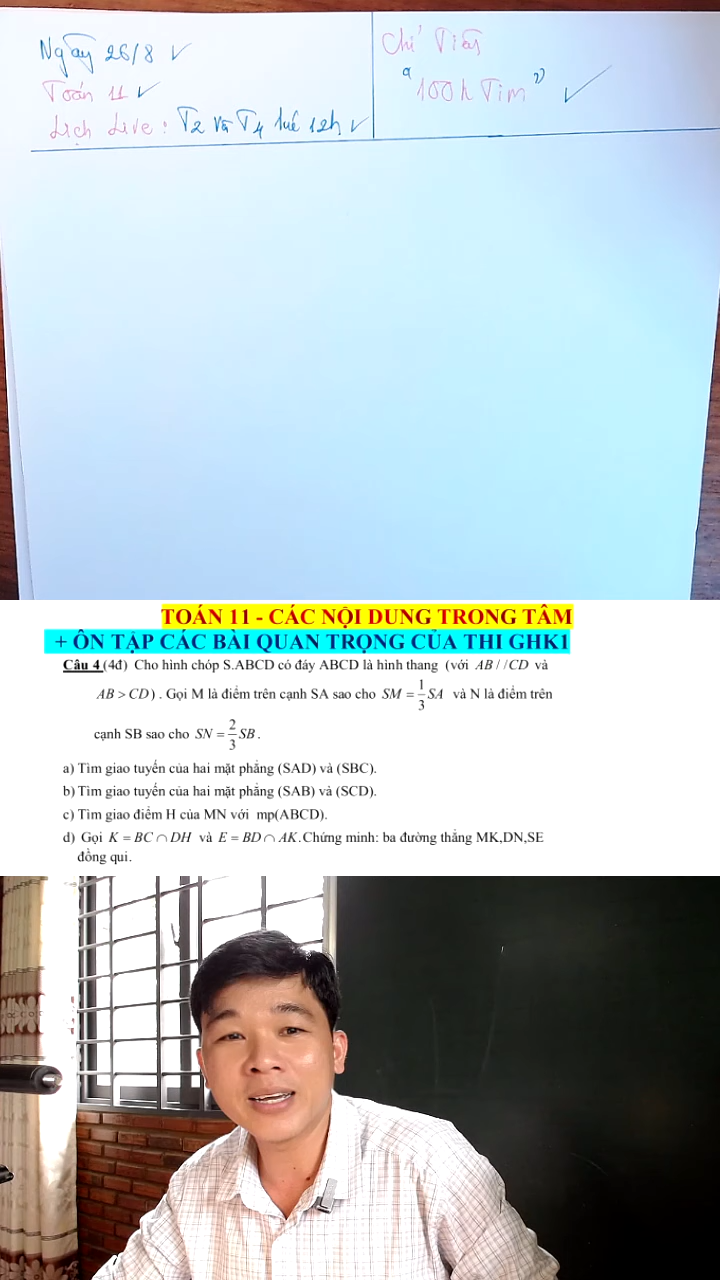 Ngày 26/8 ✓
Toán 11 ✓
Lịch Live : T2 và T4 lúc 12h ✓
Chỉ Tiêu
"100k Tim" ✓
TOÁN 11 - CÁC NỘI DUNG TRONG TÂM
+ ÔN TẬP CÁC BÀI QUAN TRỌNG CỦA THI GHK1
Câu 4 (4đ) Cho hình chóp S.ABCD có đáy ABCD là hình thang (với AB//CD và
AB > CD) . Gọi M là điểm trên cạnh SA sao cho SM = 1/3 SA và N là điểm trên
cạnh SB sao cho SN = 2/3 SB .
a) Tìm giao tuyến của hai mặt phẳng (SAD) và (SBC).
b) Tìm giao tuyến của hai mặt phẳng (SAB) và (SCD).
c) Tìm giao điểm H của MN với mp(ABCD).
d) Gọi K = BC ∩ DH và E = BD ∩ AK.Chứng minh: ba đường thẳng MK,DN,SE
đồng qui.